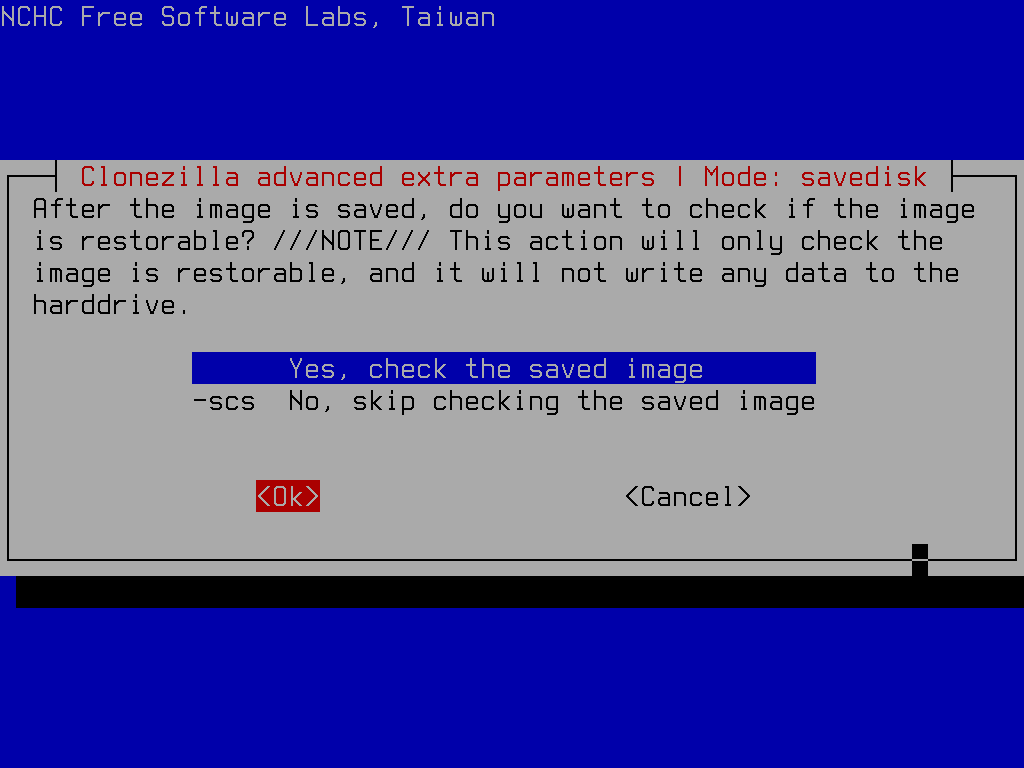 NCHC Free Software Labs, Taiwan
Clonezilla advanced extra parameters | Mode: savedisk
After the image is saved, do you want to check if the image
is restorable? ///NOTE/// This action will only check the
image is restorable, and it will not write any data to the
harddrive.
Yes, check the saved image
-scs  No, skip checking the saved image
<Ok> <Cancel>